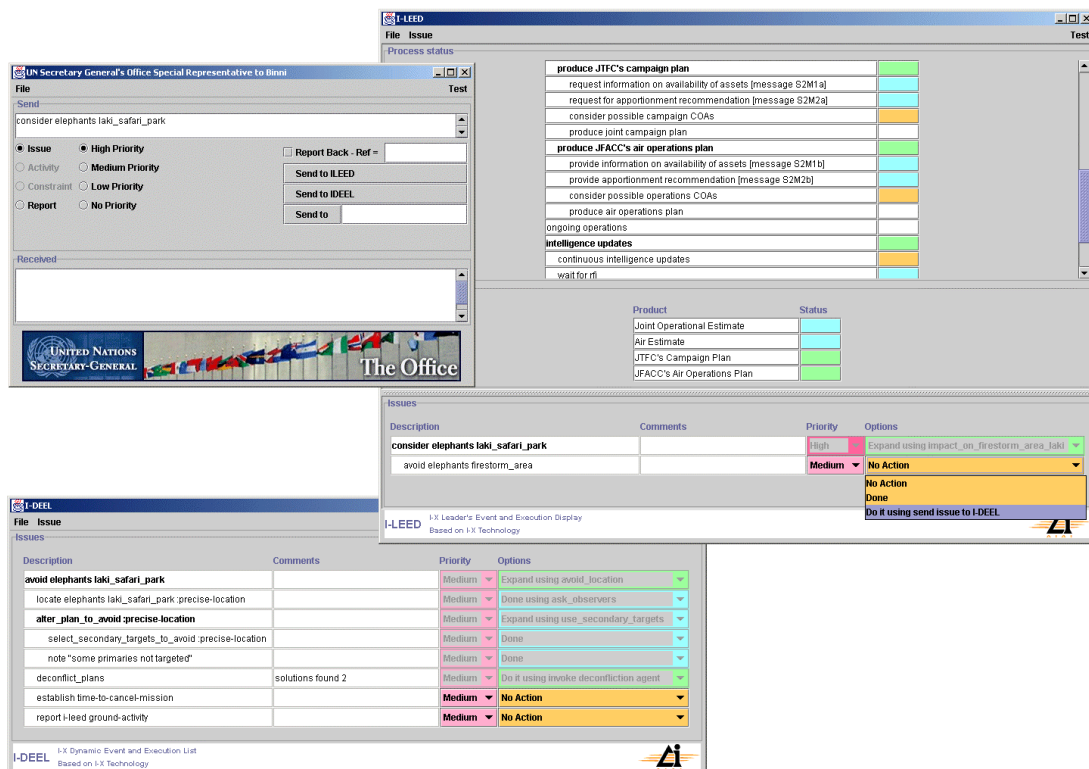 I-LEED
File Issue Test
Process status
produce JTFC's campaign plan
request information on availability of assets [message S2M1a]
request for apportionment recommendation [message S2M2a]
consider possible campaign COAs
produce joint campaign plan
produce JFACC's air operations plan
provide information on availability of assets [message S2M1b]
provide apportionment recommendation [message S2M2b]
consider possible operations COAs
produce air operations plan
ongoing operations
intelligence updates
continuous intelligence updates
wait for rfi
Product Status
Joint Operational Estimate
Air Estimate
JTFC's Campaign Plan
JFACC's Air Operations Plan
Issues
Description Comments Priority Options
consider elephants laki_safari_park High Expand using impact_on_firestorm_area_laki
avoid elephants firestorm_area Medium No Action
No Action
Done
Do it using send issue to I-DEEL
I-LEED I-X Leader's Event and Execution Display
Based on I-X Technology
UN Secretary General's Office Special Representative to Binni
File Test
Send
consider elephants laki_safari_park
Issue High Priority Report Back - Ref =
Activity Medium Priority Send to ILEED
Constraint Low Priority Send to IDEEL
Report No Priority Send to
Received
UNITED NATIONS
SECRETARY-GENERAL
The Office
I-DEEL
File Issue
Issues
Description Comments Priority Options
avoid elephants laki_safari_park Medium Expand using avoid_location
locate elephants laki_safari_park :precise-location Medium Done using ask_observers
alter_plan_to_avoid :precise-location Medium Expand using use_secondary_targets
select_secondary_targets_to_avoid :precise-location Medium Done
note "some primaries not targeted" Medium Done
deconflict_plans solutions found 2 Medium Do it using invoke deconfliction agent
establish time-to-cancel-mission Medium No Action
report i-leed ground-activity Medium No Action
I-DEEL I-X Dynamic Event and Execution List
Based on I-X Technology